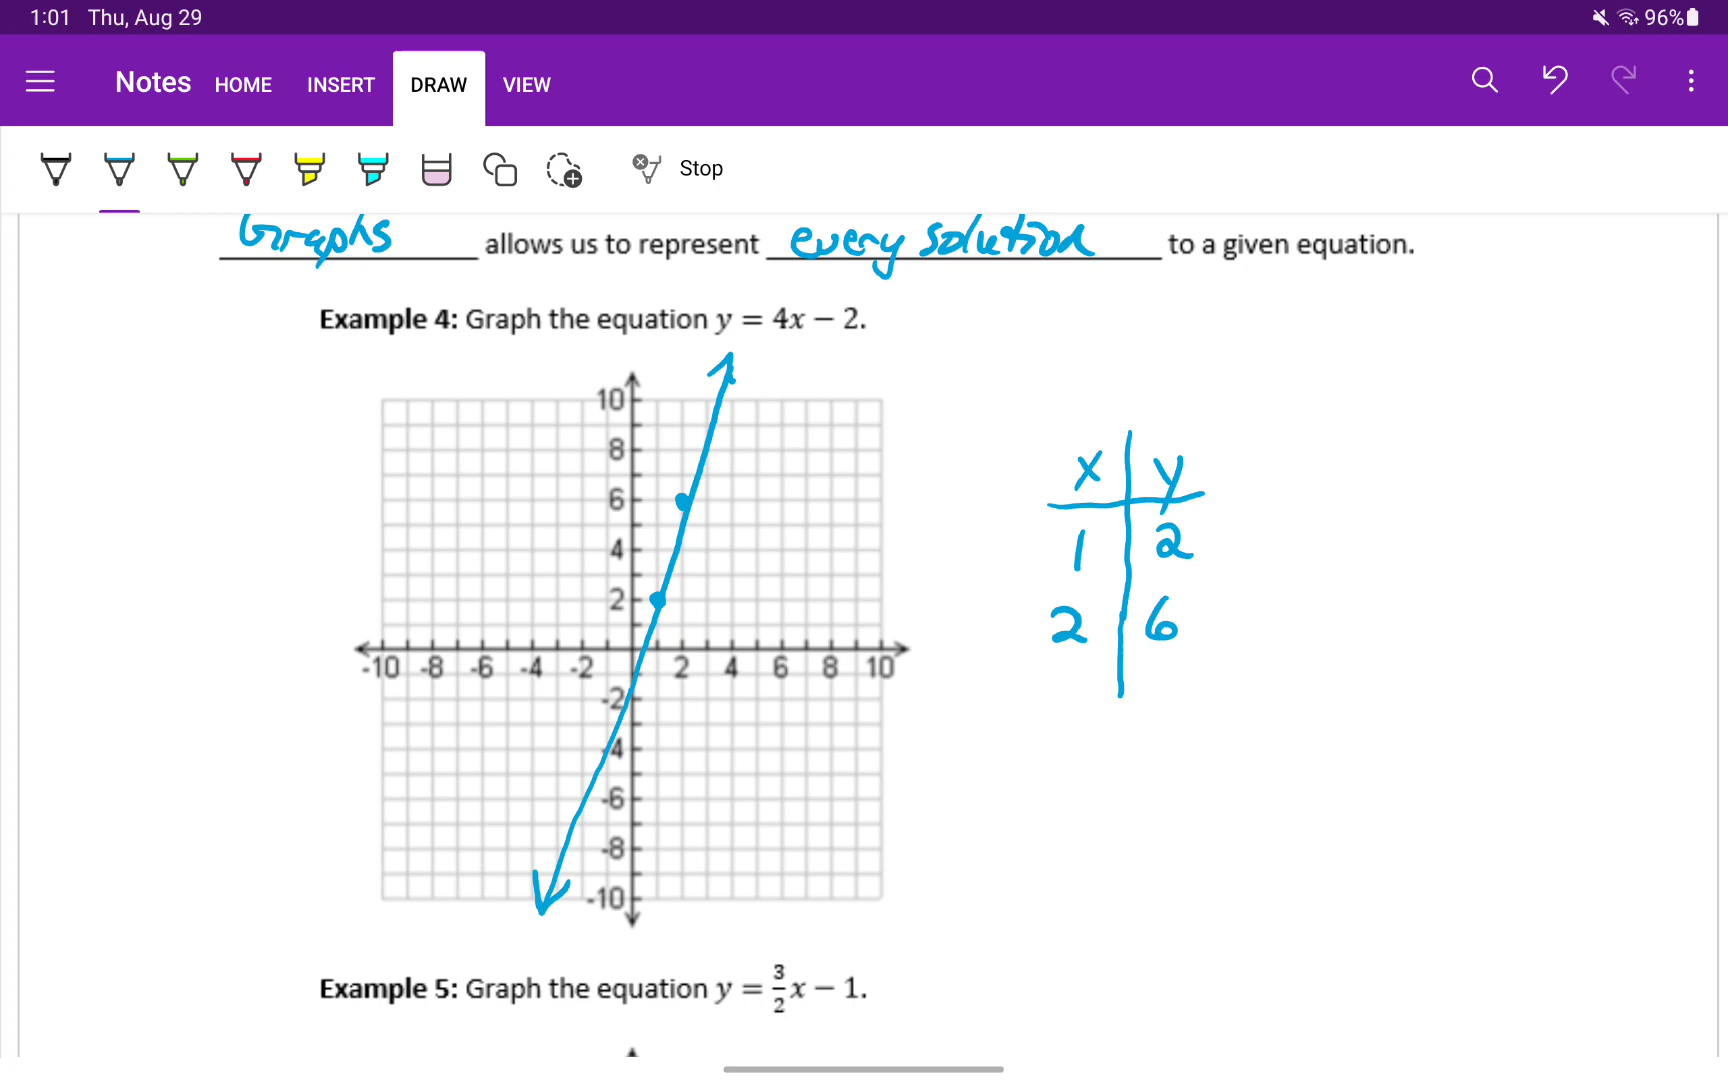 1:01 Thu, Aug 29 96%
Notes HOME INSERT DRAW VIEW
Stop
Graphs allows us to represent every solution to a given equation.
Example 4: Graph the equation y = 4x − 2.
10
8
6
4
2
-10 -8 -6 -4 -2 2 4 6 8 10
-2
-4
-6
-8
-10
x y
1 2
2 6
Example 5: Graph the equation y = 3/2 x − 1.